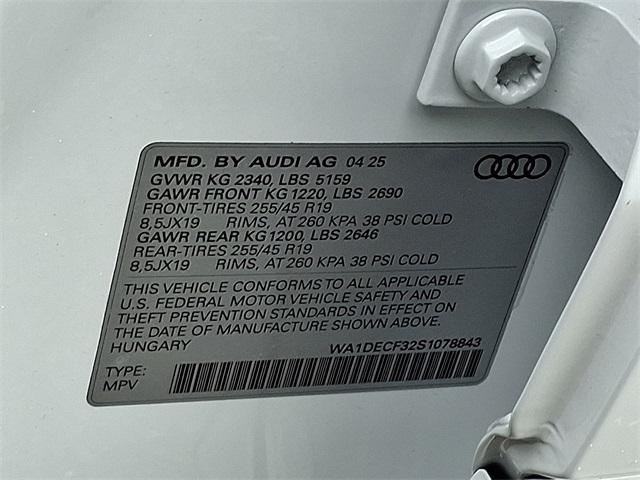 MFD. BY AUDI AG 04 25
GVWR KG 2340, LBS 5159
GAWR FRONT KG 1220, LBS 2690
FRONT-TIRES 255/45 R19
8,5JX19 RIMS, AT 260 KPA 38 PSI COLD
GAWR REAR KG 1200, LBS 2646
REAR-TIRES 255/45 R19
8,5JX19 RIMS, AT 260 KPA 38 PSI COLD
THIS VEHICLE CONFORMS TO ALL APPLICABLE
U.S. FEDERAL MOTOR VEHICLE SAFETY AND
THEFT PREVENTION STANDARDS IN EFFECT ON
THE DATE OF MANUFACTURE SHOWN ABOVE.
HUNGARY WA1DECF32S1078843
TYPE:
MPV